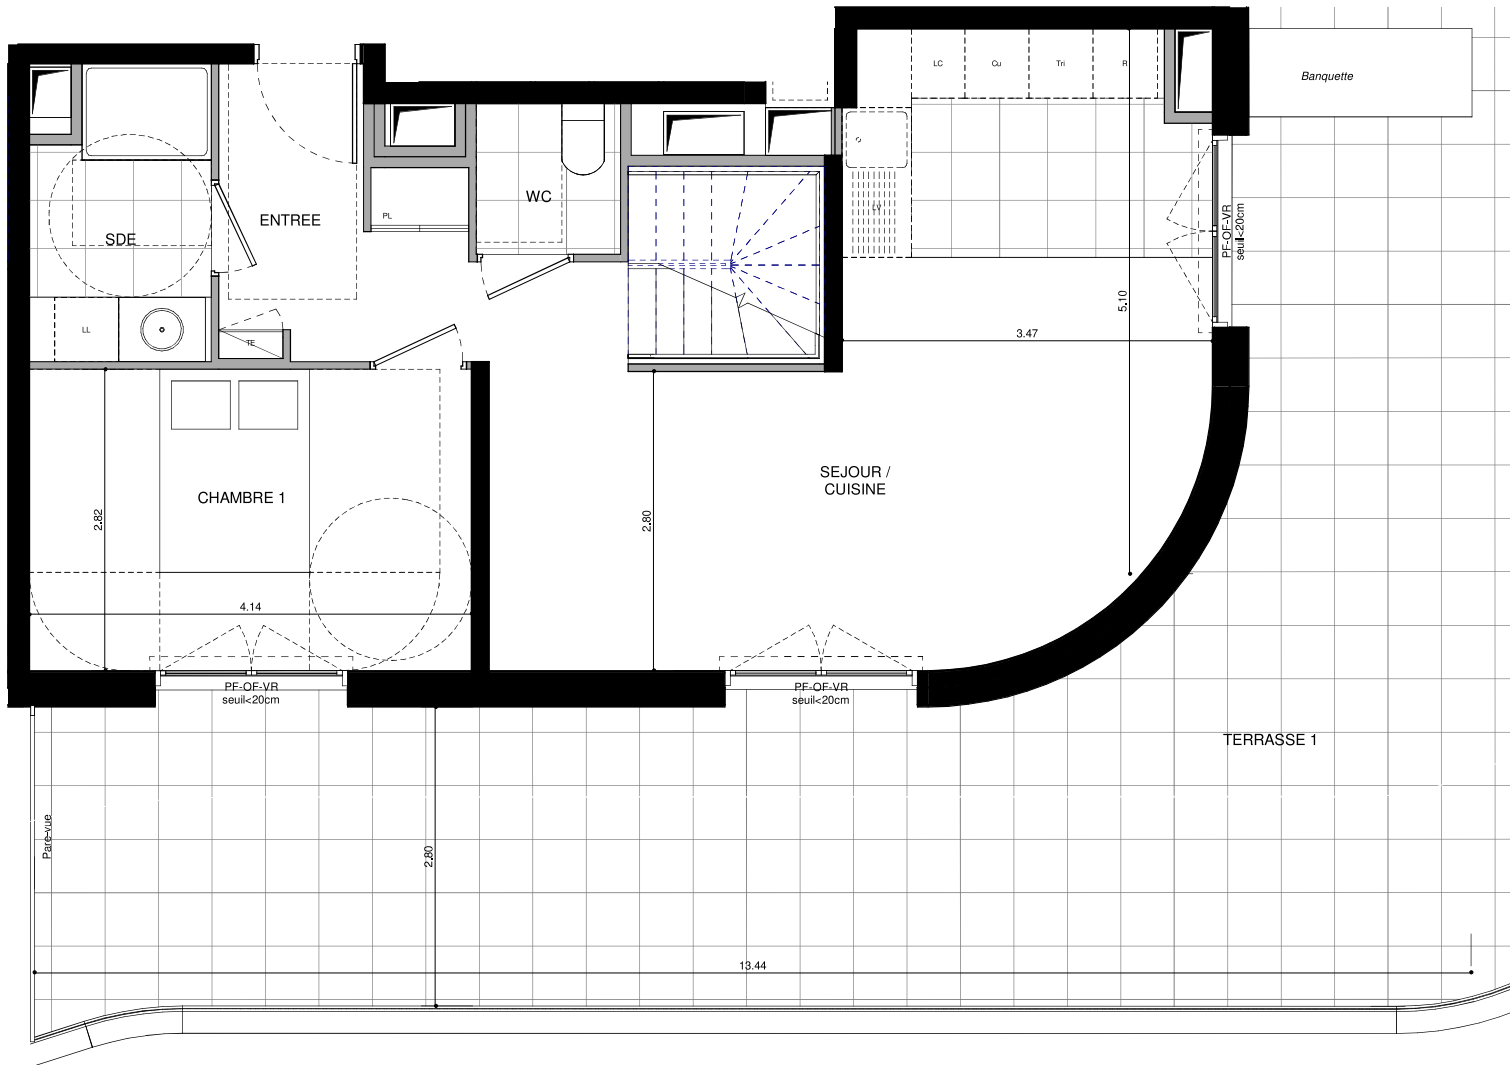 LC
Cu
Tri
R
Banquette
WC
PL
ENTREE
SDE
LV
PF-OF-VR
seuil<20cm
5.10
3.47
LL
TE
CHAMBRE 1
SEJOUR /
CUISINE
2.82
2.80
4.14
PF-OF-VR
seuil<20cm
PF-OF-VR
seuil<20cm
TERRASSE 1
Pare-vue
2.80
13.44